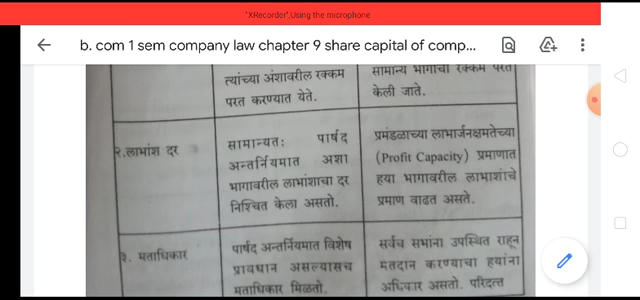 "XRecorder",Using the microphone
b. com 1 sem company law chapter 9 share capital of comp...
त्यांच्या अंशावरील रक्कम
परत करण्यात येते.
सामान्य भागाची रक्कम परत
केली जाते.
२. लाभांश दर
सामान्यतः पार्षद
अन्तर्नियमात अशा
भागावरील लाभांशाचा दर
निश्चित केला असतो.
प्रमंडळाच्या लाभार्जनक्षमतेच्या
(Profit Capacity) प्रमाणात
हया भागावरील लाभाशांचे
प्रमाण वाढत असते.
३. मताधिकार
पार्षद अन्तर्नियमात विशेष
प्रावधान असल्यासच
मताधिकार मिळतो.
सर्वच सभांना उपस्थित राहून
मतदान करण्याचा हयांना
अधिकार असतो. परिदत्त